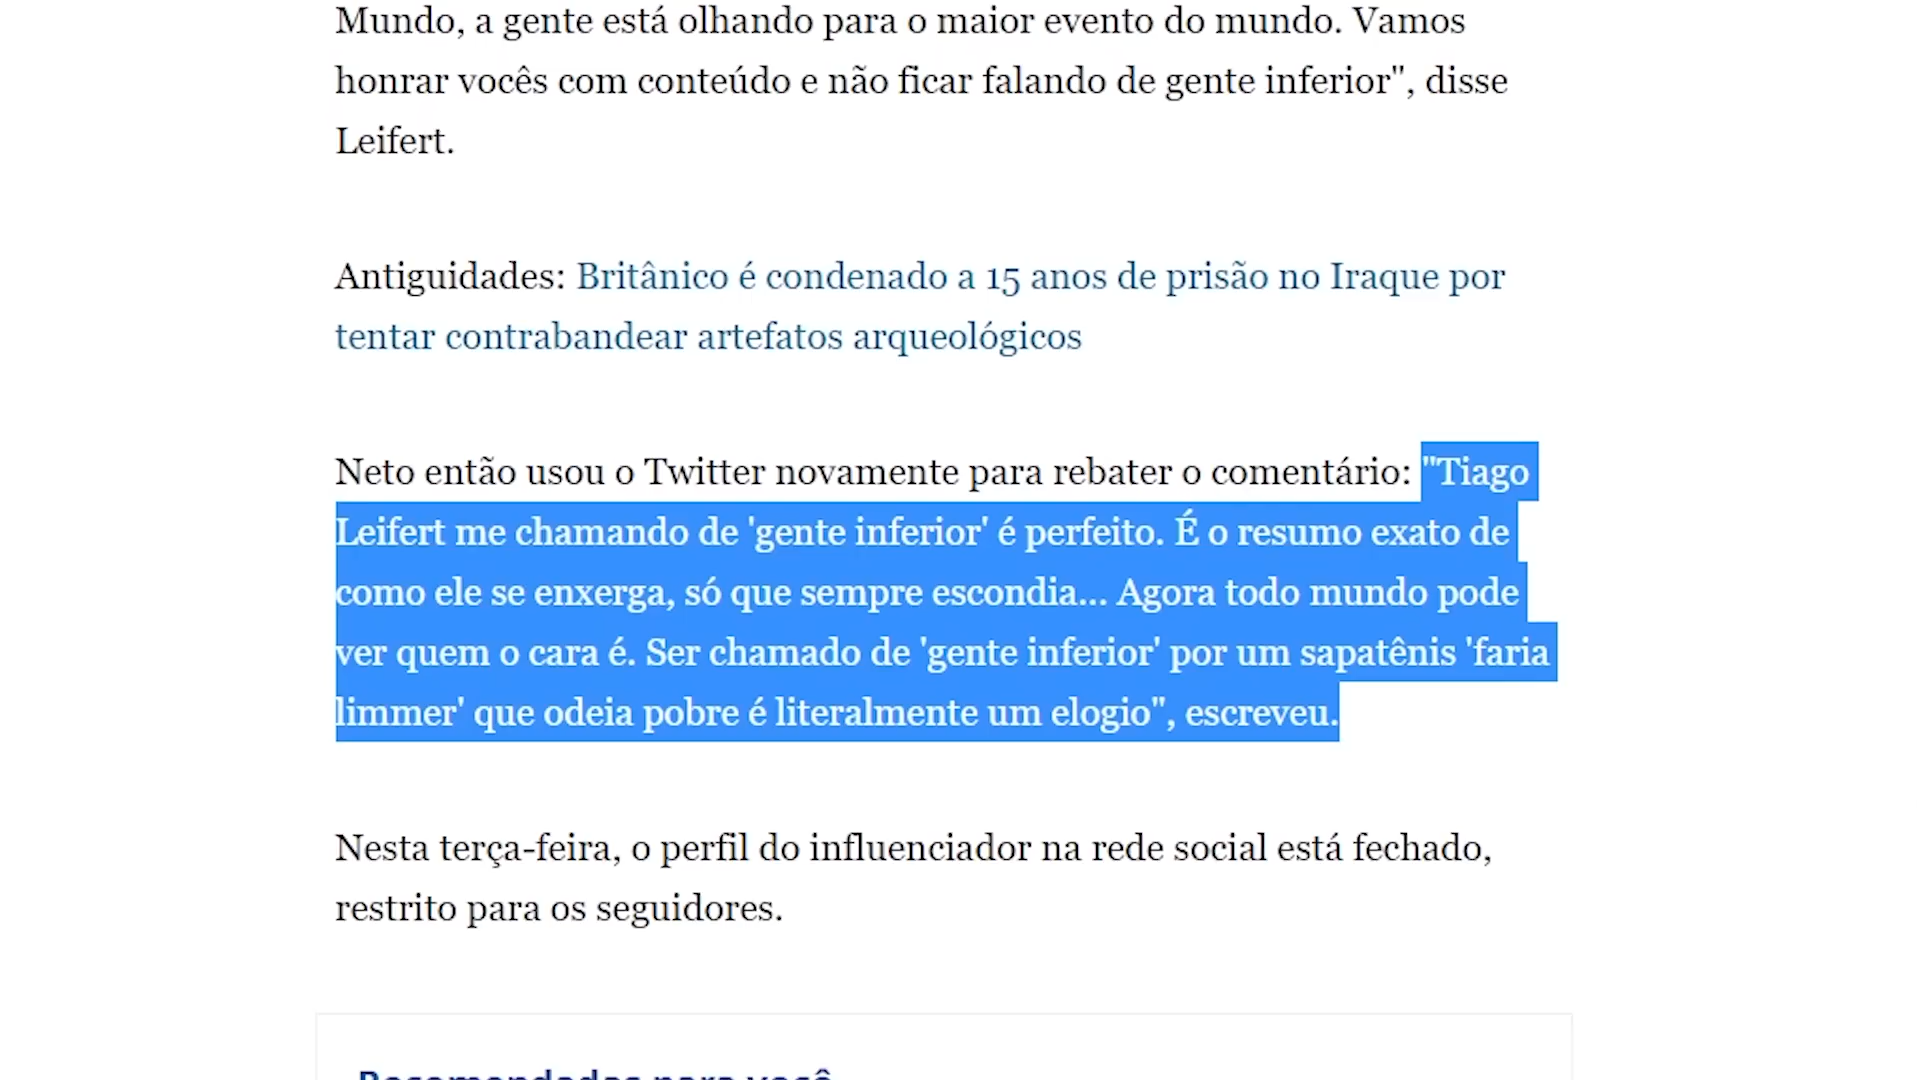 Mundo, a gente está olhando para o maior evento do mundo. Vamos
honrar vocês com conteúdo e não ficar falando de gente inferior", disse
Leifert.
Antiguidades: Britânico é condenado a 15 anos de prisão no Iraque por
tentar contrabandear artefatos arqueológicos
Neto então usou o Twitter novamente para rebater o comentário: "Tiago
Leifert me chamando de 'gente inferior' é perfeito. É o resumo exato de
como ele se enxerga, só que sempre escondia... Agora todo mundo pode
ver quem o cara é. Ser chamado de 'gente inferior' por um sapatênis 'faria
limmer' que odeia pobre é literalmente um elogio", escreveu.
Nesta terça-feira, o perfil do influenciador na rede social está fechado,
restrito para os seguidores.
Recomendadas para você